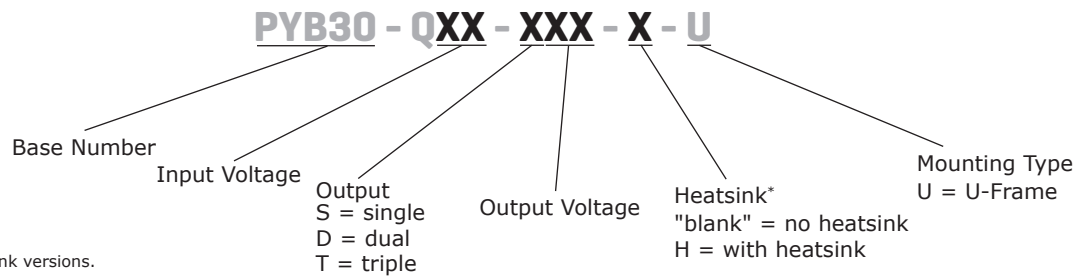 PYB30 - QXX - XXX - X - U
Base Number
Input Voltage
Output
S = single
D = dual
T = triple
Output Voltage
Heatsink*
"blank" = no heatsink
H = with heatsink
Mounting Type
U = U-Frame
versions.